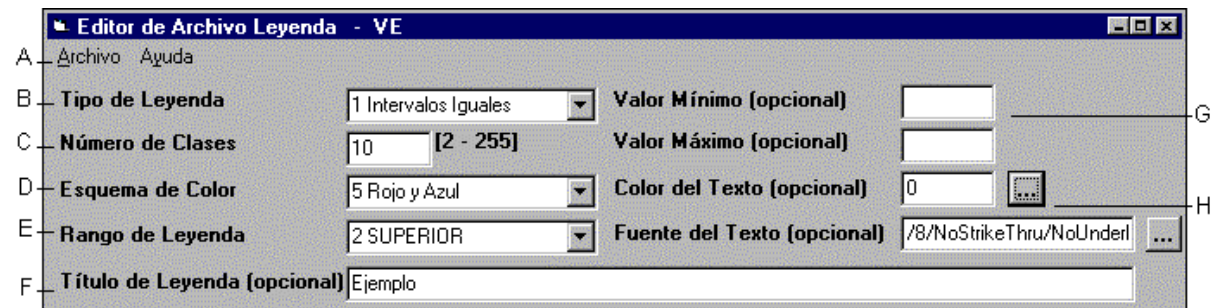 Editor de Archivo Leyenda - VE
A Archivo Ayuda
B Tipo de Leyenda 1 Intervalos Iguales Valor Mínimo (opcional) G
C Número de Clases 10 [2 - 255] Valor Máximo (opcional)
D Esquema de Color 5 Rojo y Azul Color del Texto (opcional) 0 ... H
E Rango de Leyenda 2 SUPERIOR Fuente del Texto (opcional) /8/NoStrikeThru/NoUnderl ...
F Título de Leyenda (opcional) Ejemplo